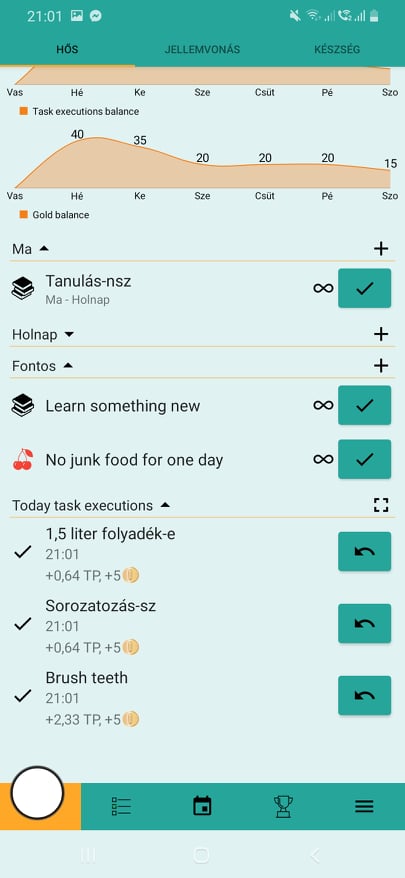 21:01
HŐS JELLEMVONÁS KÉSZSÉG
Vas Hé Ke Sze Csüt Pé Szo
Task executions balance
40 35 20 20 20 15
Vas Hé Ke Sze Csüt Pé Szo
Gold balance
Ma
Tanulás-nsz
Ma - Holnap
Holnap
Fontos
Learn something new
No junk food for one day
Today task executions
1,5 liter folyadék-e
21:01
+0,64 TP, +5
Sorozatozás-sz
21:01
+0,64 TP, +5
Brush teeth
21:01
+2,33 TP, +5